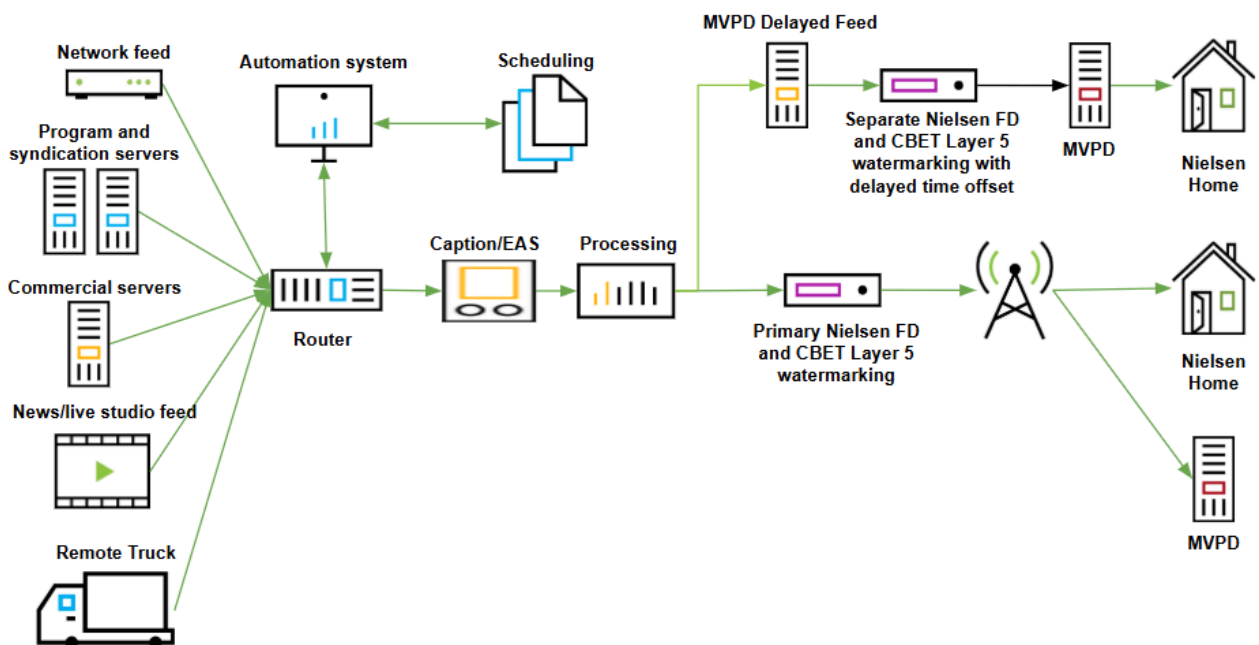 Network feed
Program and
syndication servers
Commercial servers
News/live studio feed
Remote Truck
Automation system
Scheduling
Router
Caption/EAS
Processing
MVPD Delayed Feed
Separate Nielsen FD
and CBET Layer 5
watermarking with
delayed time offset
MVPD
Nielsen
Home
Primary Nielsen FD
and CBET Layer 5
watermarking
Nielsen
Home
MVPD